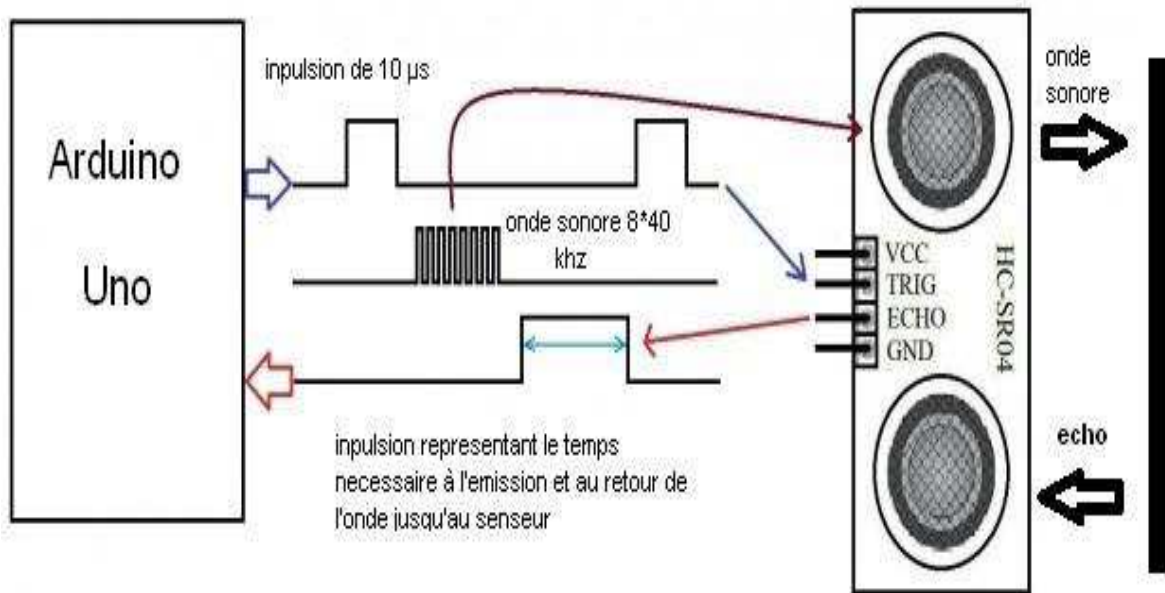 Arduino
Uno
inpulsion de 10 µs
onde sonore 8*40
khz
inpulsion representant le temps
necessaire à l'emission et au retour de
l'onde jusqu'au senseur
VCC
TRIG
ECHO
GND
HC-SR04
onde
sonore
echo